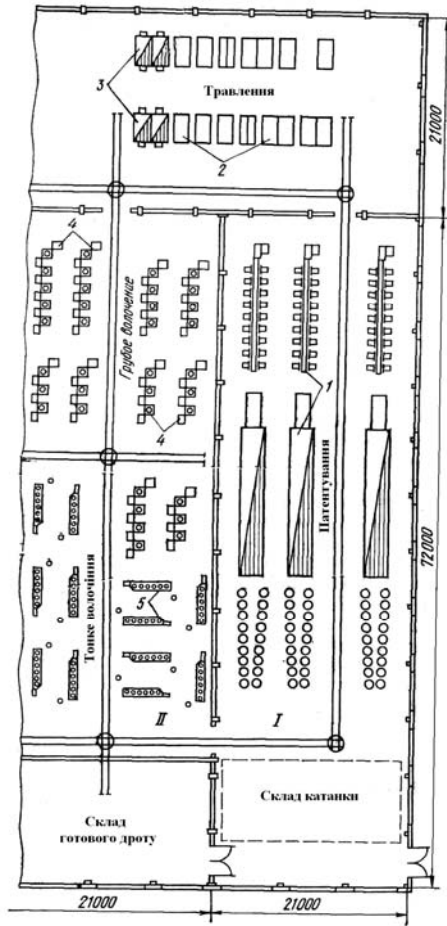 3
Травления
2
21000
4
Грубое волочение
4
1
Патентування
72000
Тонке волочіння
5
II
I
Склад
готового дроту
Склад катанки
21000
21000